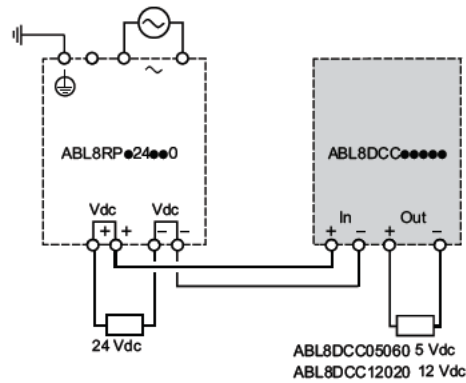 ABL8RP●24●●0
ABL8DCC●●●●●
Vdc Vdc
+ + − −
In Out
+ − + −
24 Vdc
ABL8DCC05060 5 Vdc
ABL8DCC12020 12 Vdc